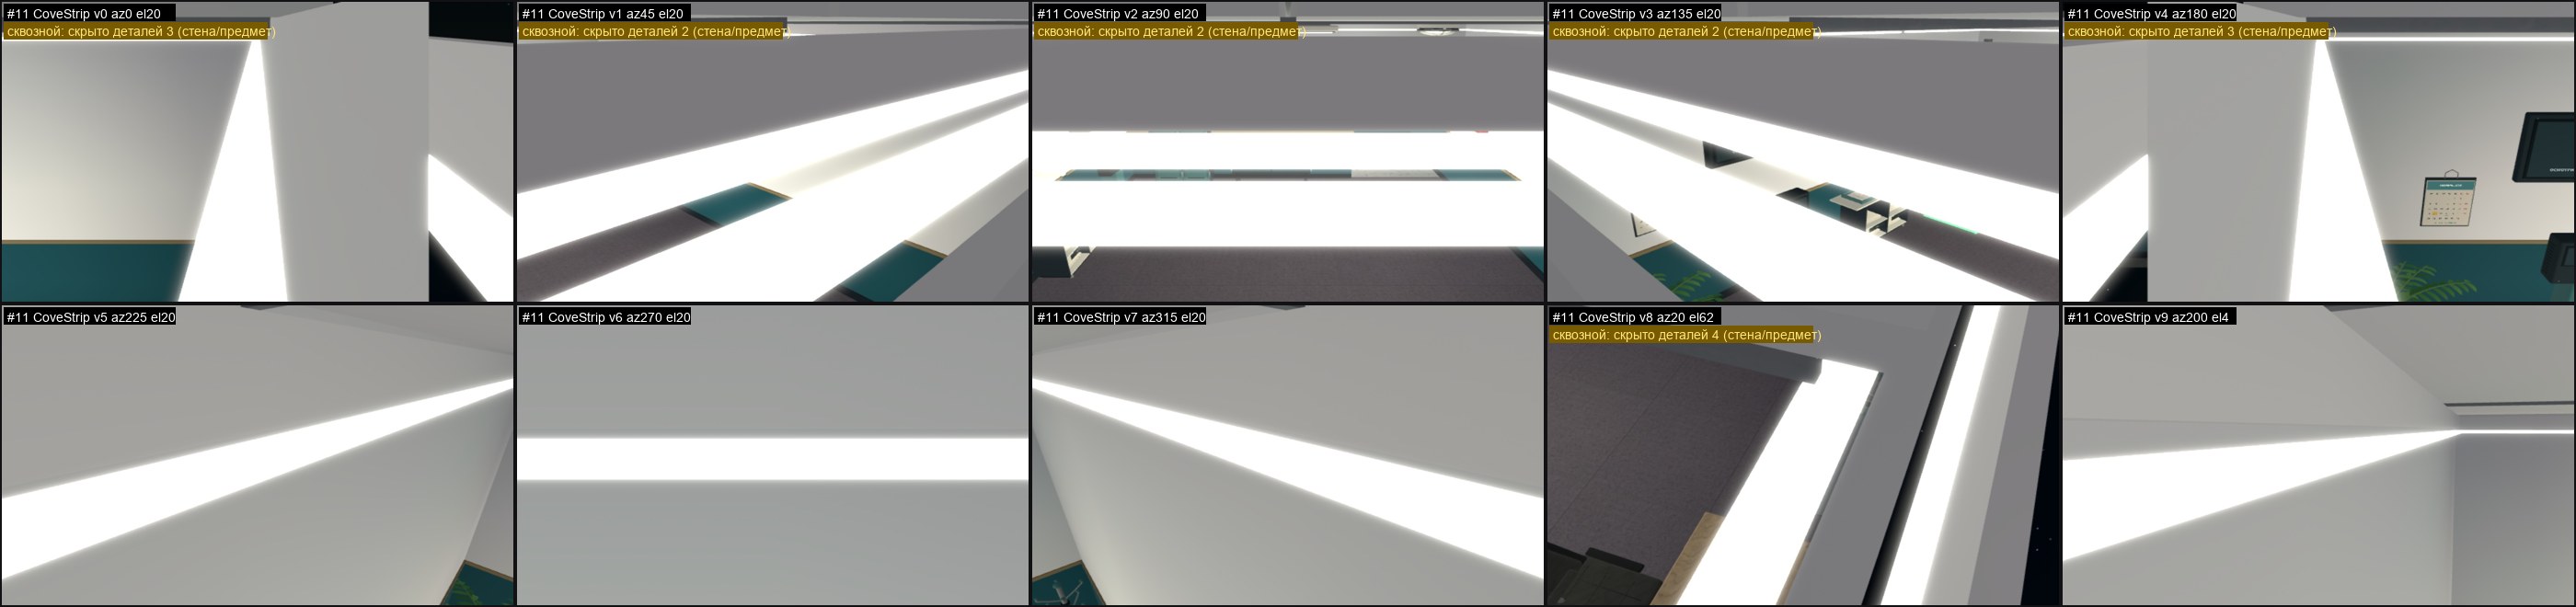 #11 CoveStrip v0 az0 el20
сквозной: скрыто деталей 3 (стена/предмет)
#11 CoveStrip v1 az45 el20
сквозной: скрыто деталей 2 (стена/предмет)
#11 CoveStrip v2 az90 el20
сквозной: скрыто деталей 2 (стена/предмет)
#11 CoveStrip v3 az135 el20
сквозной: скрыто деталей 2 (стена/предмет)
#11 CoveStrip v4 az180 el20
сквозной: скрыто деталей 3 (стена/предмет)
#11 CoveStrip v5 az225 el20
#11 CoveStrip v6 az270 el20
#11 CoveStrip v7 az315 el20
#11 CoveStrip v8 az20 el62
сквозной: скрыто деталей 4 (стена/предмет)
#11 CoveStrip v9 az200 el4